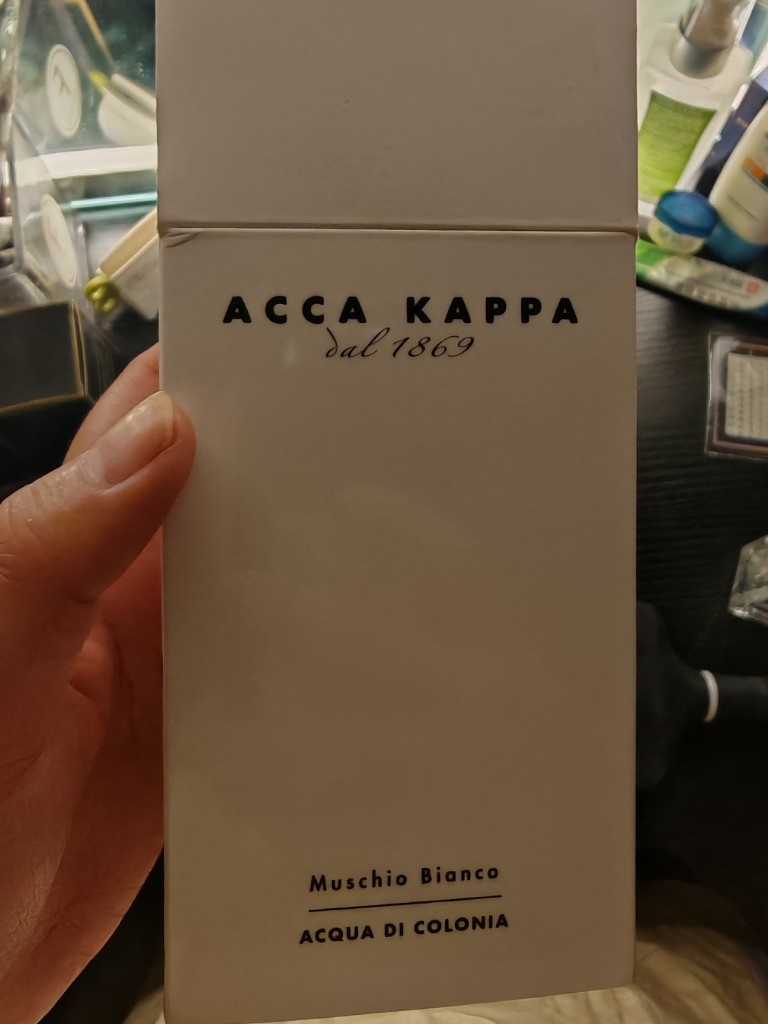 ACCA KAPPA
dal 1869
Muschio Bianco
ACQUA DI COLONIA